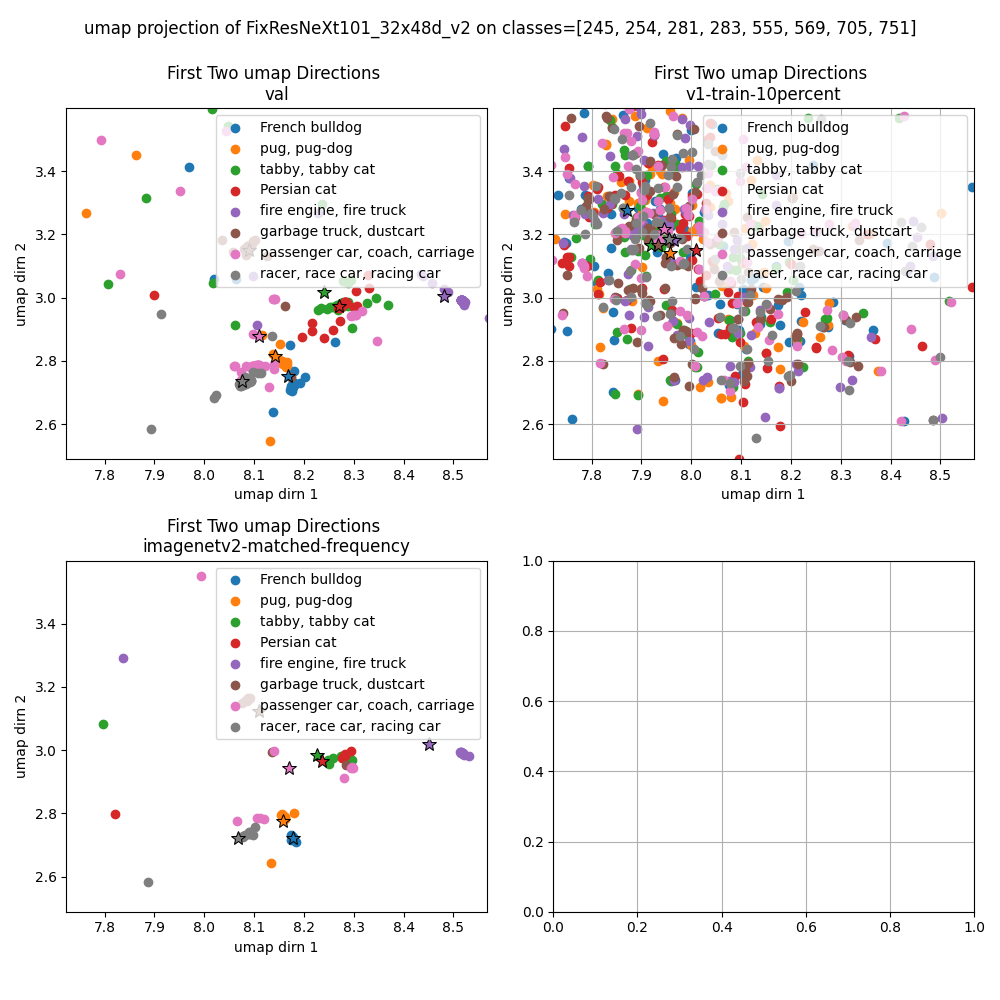 umap projection of FixResNeXt101_32x48d_v2 on classes=[245, 254, 281, 283, 555, 569, 705, 751]
First Two umap Directions
val
First Two umap Directions
v1-train-10percent
French bulldog
pug, pug-dog
tabby, tabby cat
Persian cat
fire engine, fire truck
garbage truck, dustcart
passenger car, coach, carriage
racer, race car, racing car
3.4
3.2
3.0
2.8
2.6
umap dirn 2
7.8 7.9 8.0 8.1 8.2 8.3 8.4 8.5
umap dirn 1
French bulldog
pug, pug-dog
tabby, tabby cat
Persian cat
fire engine, fire truck
garbage truck, dustcart
passenger car, coach, carriage
racer, race car, racing car
3.4
3.2
3.0
2.8
2.6
umap dirn 2
7.8 7.9 8.0 8.1 8.2 8.3 8.4 8.5
umap dirn 1
First Two umap Directions
imagenetv2-matched-frequency
French bulldog
pug, pug-dog
tabby, tabby cat
Persian cat
fire engine, fire truck
garbage truck, dustcart
passenger car, coach, carriage
racer, race car, racing car
3.4
3.2
3.0
2.8
2.6
umap dirn 2
7.8 7.9 8.0 8.1 8.2 8.3 8.4 8.5
umap dirn 1
1.0
0.8
0.6
0.4
0.2
0.0
0.0 0.2 0.4 0.6 0.8 1.0